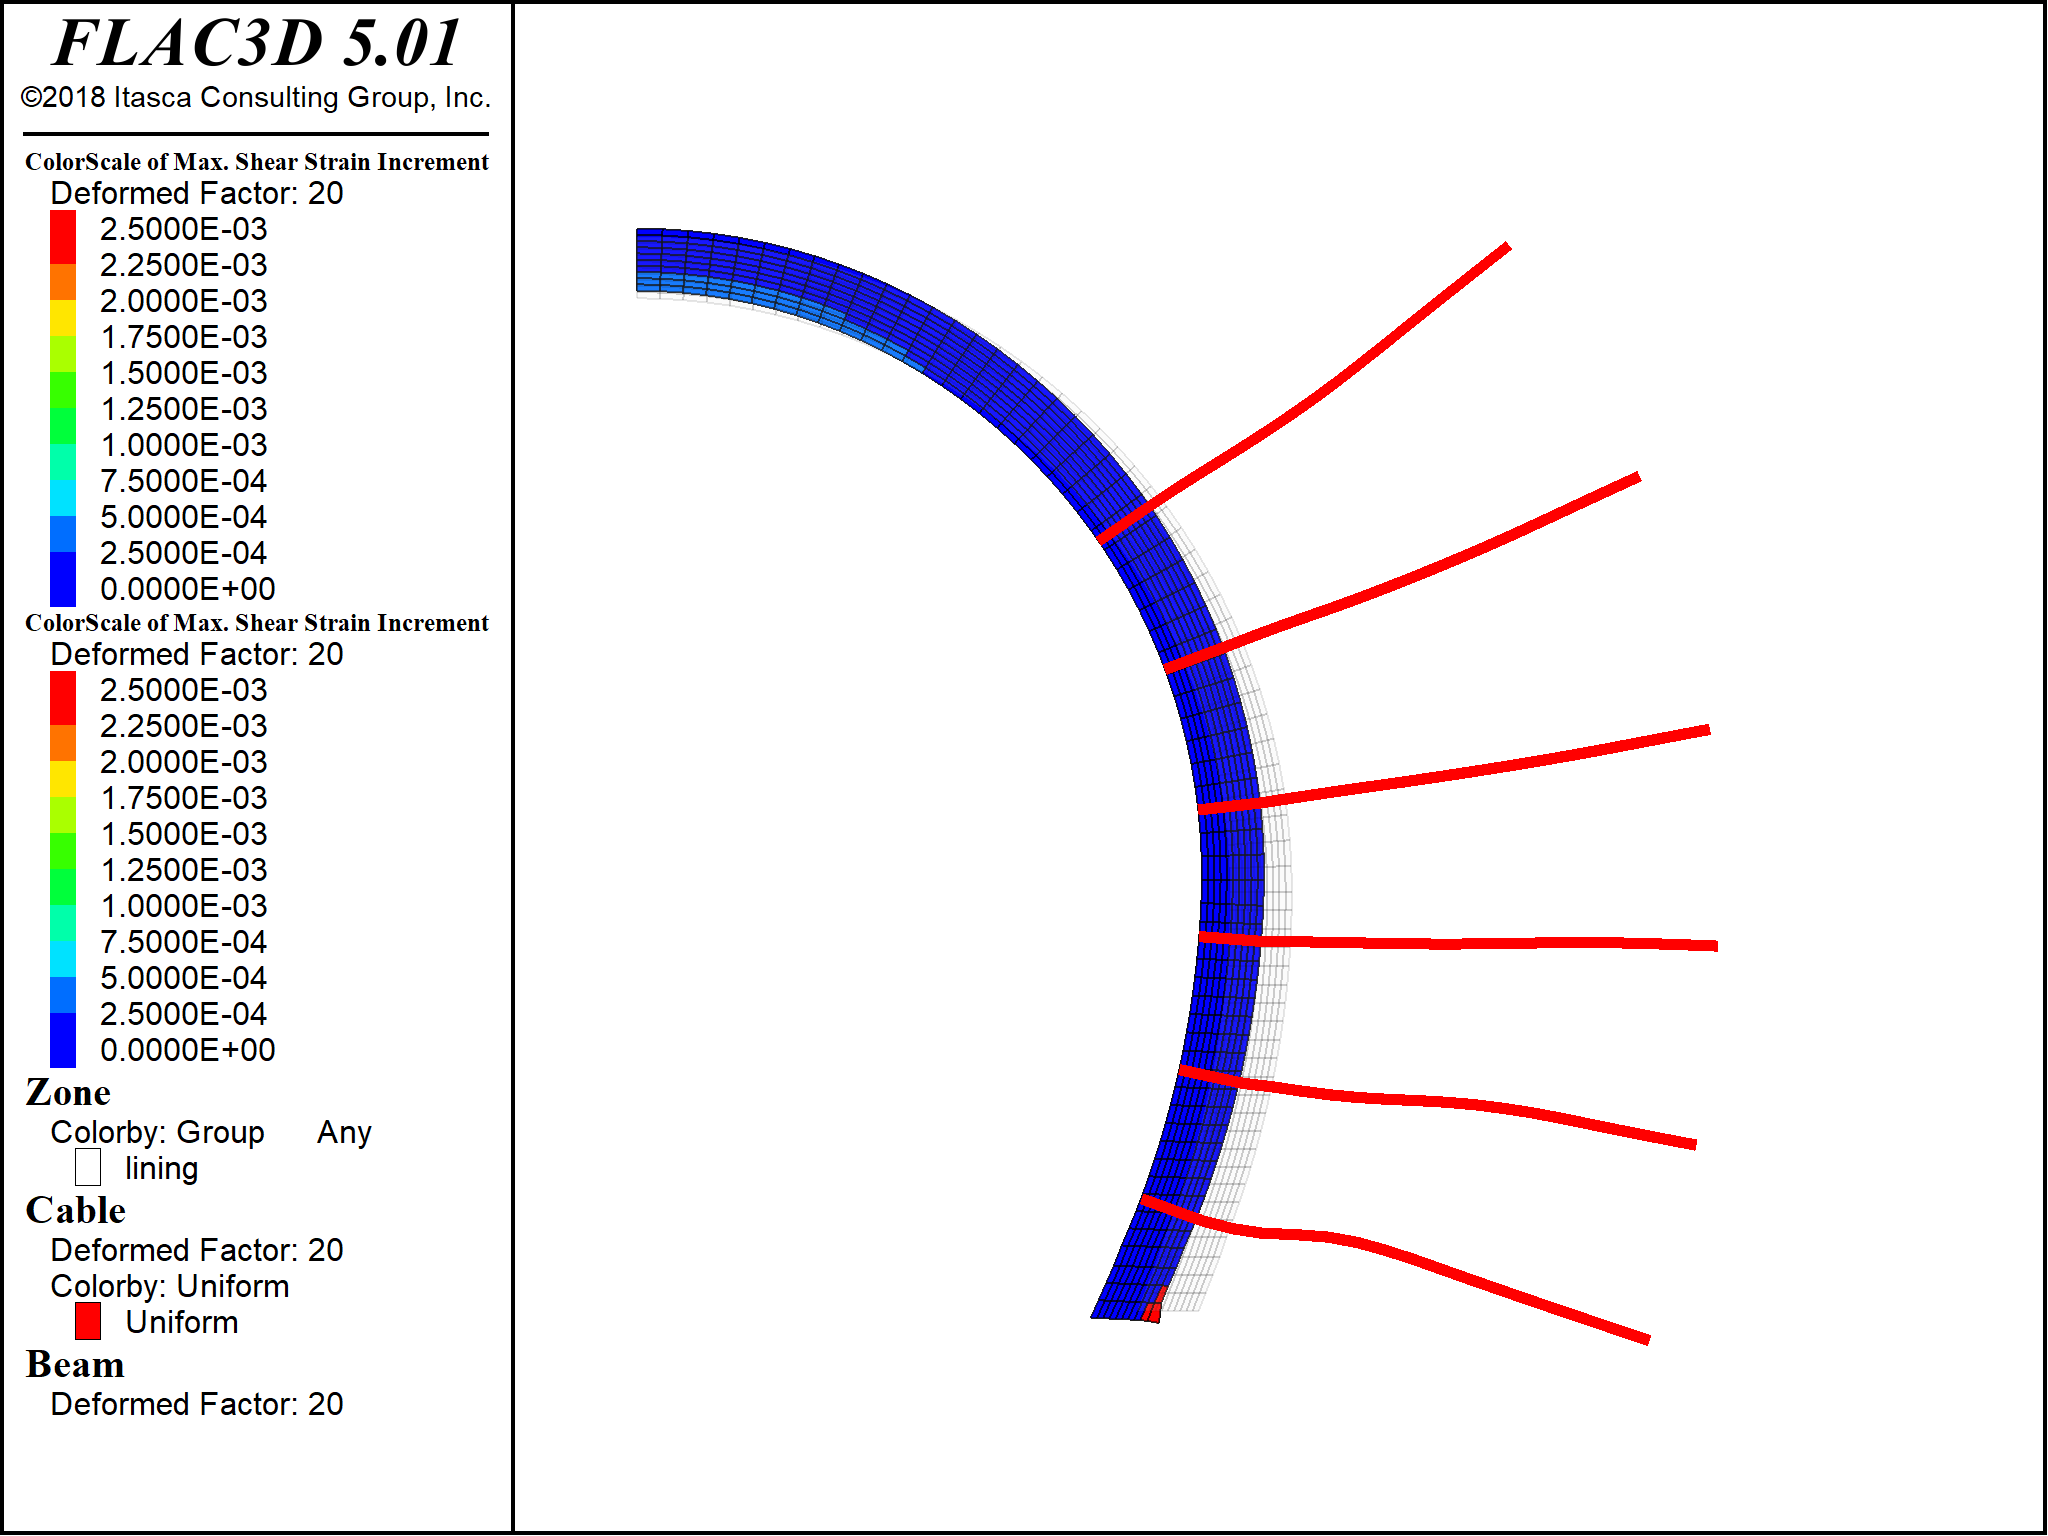 FLAC3D 5.01
©2018 Itasca Consulting Group, Inc.
ColorScale of Max. Shear Strain Increment
Deformed Factor: 20
2.5000E-03
2.2500E-03
2.0000E-03
1.7500E-03
1.5000E-03
1.2500E-03
1.0000E-03
7.5000E-04
5.0000E-04
2.5000E-04
0.0000E+00
ColorScale of Max. Shear Strain Increment
Deformed Factor: 20
2.5000E-03
2.2500E-03
2.0000E-03
1.7500E-03
1.5000E-03
1.2500E-03
1.0000E-03
7.5000E-04
5.0000E-04
2.5000E-04
0.0000E+00
Zone
Colorby: Group Any
lining
Cable
Deformed Factor: 20
Colorby: Uniform
Uniform
Beam
Deformed Factor: 20